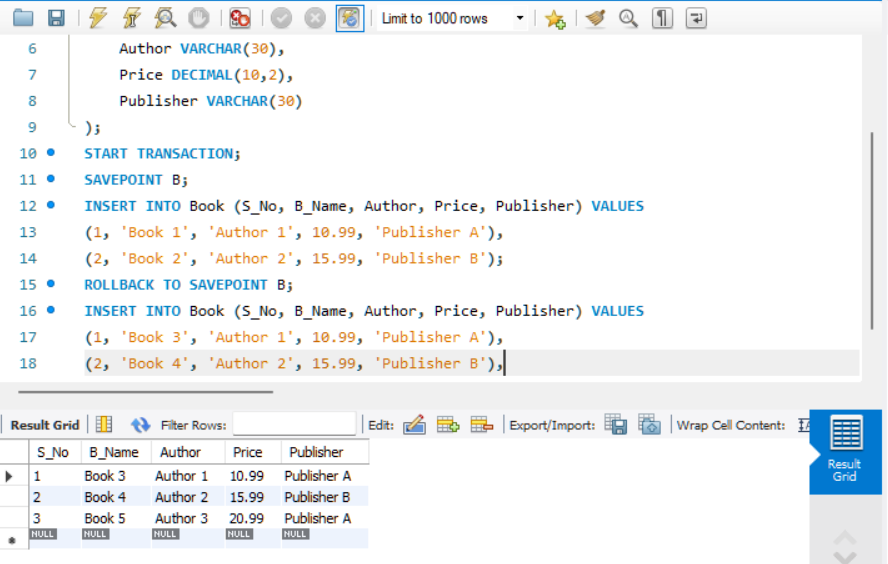 Limit to 1000 rows
6 Author VARCHAR(30),
7 Price DECIMAL(10,2),
8 Publisher VARCHAR(30)
9 );
10 START TRANSACTION;
11 SAVEPOINT B;
12 INSERT INTO Book (S_No, B_Name, Author, Price, Publisher) VALUES
13 (1, 'Book 1', 'Author 1', 10.99, 'Publisher A'),
14 (2, 'Book 2', 'Author 2', 15.99, 'Publisher B');
15 ROLLBACK TO SAVEPOINT B;
16 INSERT INTO Book (S_No, B_Name, Author, Price, Publisher) VALUES
17 (1, 'Book 3', 'Author 1', 10.99, 'Publisher A'),
18 (2, 'Book 4', 'Author 2', 15.99, 'Publisher B'),
Result Grid Filter Rows: Edit: Export/Import: Wrap Cell Content:
S_No B_Name Author Price Publisher
1 Book 3 Author 1 10.99 Publisher A
2 Book 4 Author 2 15.99 Publisher B
3 Book 5 Author 3 20.99 Publisher A
NULL NULL NULL NULL NULL
Result
Grid